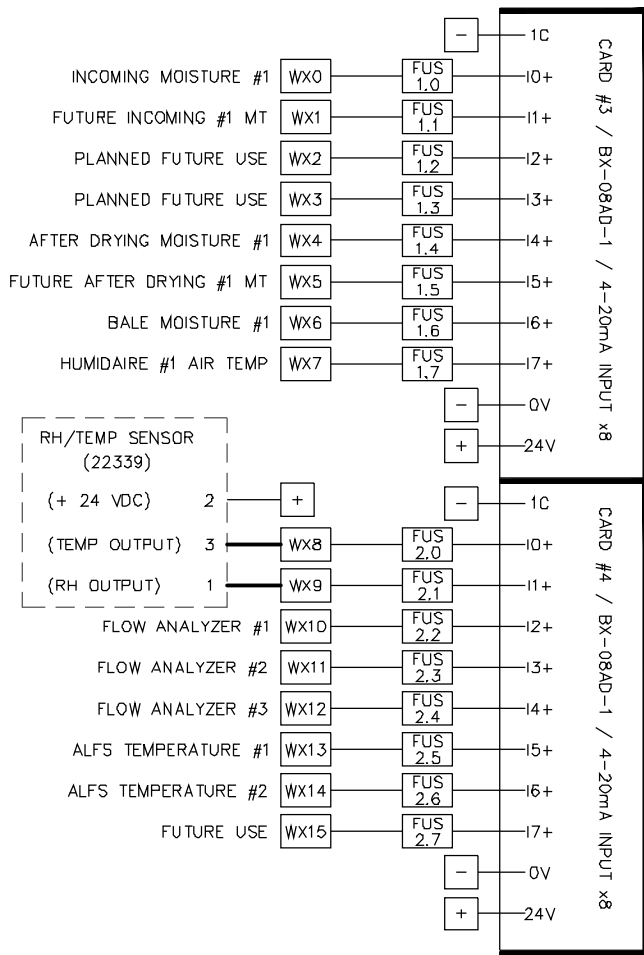 - 1C
INCOMING MOISTURE #1 WX0 FUS 1.0 I0+
FUTURE INCOMING #1 MT WX1 FUS 1.1 I1+
PLANNED FUTURE USE WX2 FUS 1.2 I2+
PLANNED FUTURE USE WX3 FUS 1.3 I3+
AFTER DRYING MOISTURE #1 WX4 FUS 1.4 I4+
FUTURE AFTER DRYING #1 MT WX5 FUS 1.5 I5+
BALE MOISTURE #1 WX6 FUS 1.6 I6+
HUMIDAIRE #1 AIR TEMP WX7 FUS 1.7 I7+
- 0V
+ 24V
CARD #3 / BX-08AD-1 / 4-20mA INPUT x8
RH/TEMP SENSOR
(22339)
(+ 24 VDC) 2 +
- 1C
(TEMP OUTPUT) 3 WX8 FUS 2.0 I0+
(RH OUTPUT) 1 WX9 FUS 2.1 I1+
FLOW ANALYZER #1 WX10 FUS 2.2 I2+
FLOW ANALYZER #2 WX11 FUS 2.3 I3+
FLOW ANALYZER #3 WX12 FUS 2.4 I4+
ALFS TEMPERATURE #1 WX13 FUS 2.5 I5+
ALFS TEMPERATURE #2 WX14 FUS 2.6 I6+
FUTURE USE WX15 FUS 2.7 I7+
- 0V
+ 24V
CARD #4 / BX-08AD-1 / 4-20mA INPUT x8